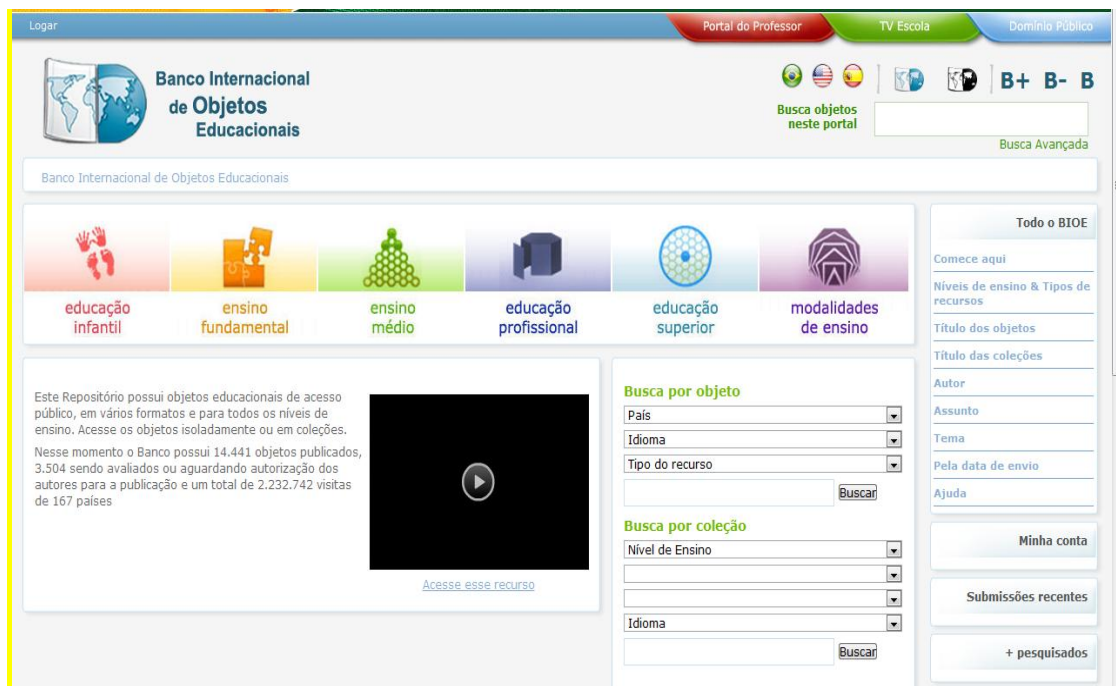 Logar
Portal do Professor
TV Escola
Domínio Público
Banco Internacional
de Objetos
Educacionais
B+ B- B
Busca objetos
neste portal
Busca Avançada
Banco Internacional de Objetos Educacionais
educação
infantil
ensino
fundamental
ensino
médio
educação
profissional
educação
superior
modalidades
de ensino
Este Repositório possui objetos educacionais de acesso
público, em vários formatos e para todos os níveis de
ensino. Acesse os objetos isoladamente ou em coleções.
Nesse momento o Banco possui 14.441 objetos publicados,
3.504 sendo avaliados ou aguardando autorização dos
autores para a publicação e um total de 2.232.742 visitas
de 167 países
Acesse esse recurso
Busca por objeto
País
Idioma
Tipo do recurso
Buscar
Busca por coleção
Nível de Ensino
Idioma
Buscar
Todo o BIOE
Comece aqui
Níveis de ensino & Tipos de
recursos
Título dos objetos
Título das coleções
Autor
Assunto
Tema
Pela data de envio
Ajuda
Minha conta
Submissões recentes
+ pesquisados